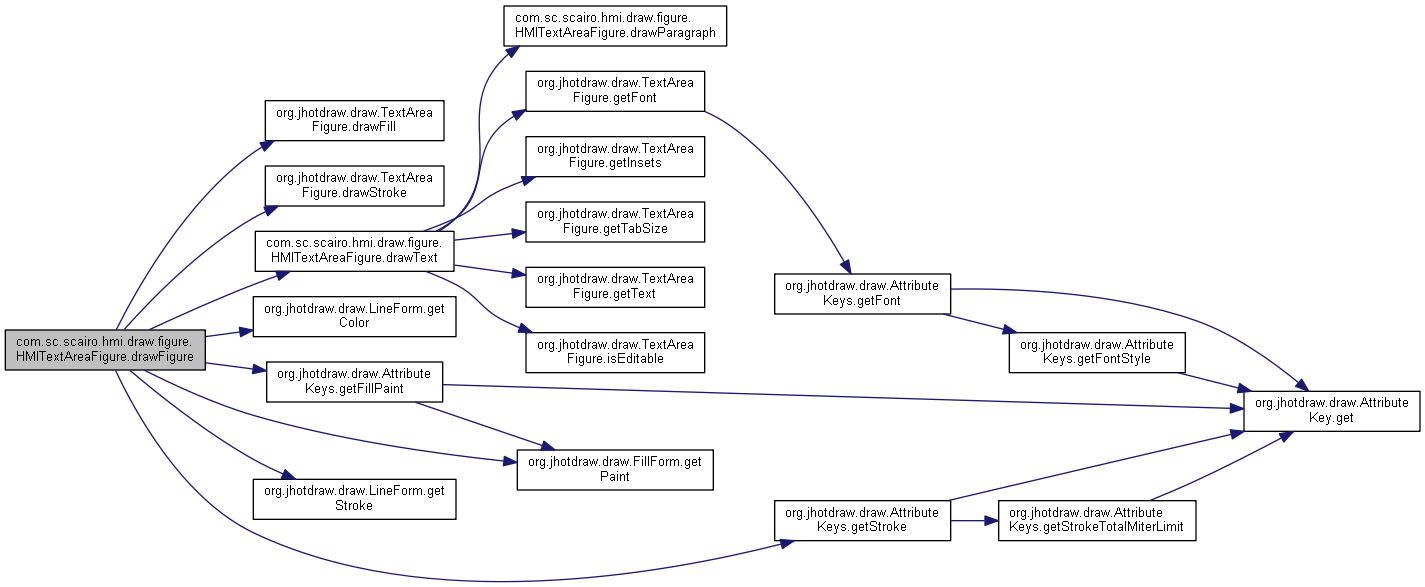 com.sc.scairo.hmi.draw.figure.
HMITextAreaFigure.drawFigure
org.jhotdraw.draw.TextArea
Figure.drawFill
org.jhotdraw.draw.TextArea
Figure.drawStroke
com.sc.scairo.hmi.draw.figure.
HMITextAreaFigure.drawText
org.jhotdraw.draw.LineForm.get
Color
org.jhotdraw.draw.Attribute
Keys.getFillPaint
org.jhotdraw.draw.LineForm.get
Stroke
com.sc.scairo.hmi.draw.figure.
HMITextAreaFigure.drawParagraph
org.jhotdraw.draw.TextArea
Figure.getFont
org.jhotdraw.draw.TextArea
Figure.getInsets
org.jhotdraw.draw.TextArea
Figure.getTabSize
org.jhotdraw.draw.TextArea
Figure.getText
org.jhotdraw.draw.TextArea
Figure.isEditable
org.jhotdraw.draw.FillForm.get
Paint
org.jhotdraw.draw.Attribute
Keys.getFont
org.jhotdraw.draw.Attribute
Keys.getStroke
org.jhotdraw.draw.Attribute
Keys.getFontStyle
org.jhotdraw.draw.Attribute
Keys.getStrokeTotalMiterLimit
org.jhotdraw.draw.Attribute
Key.get